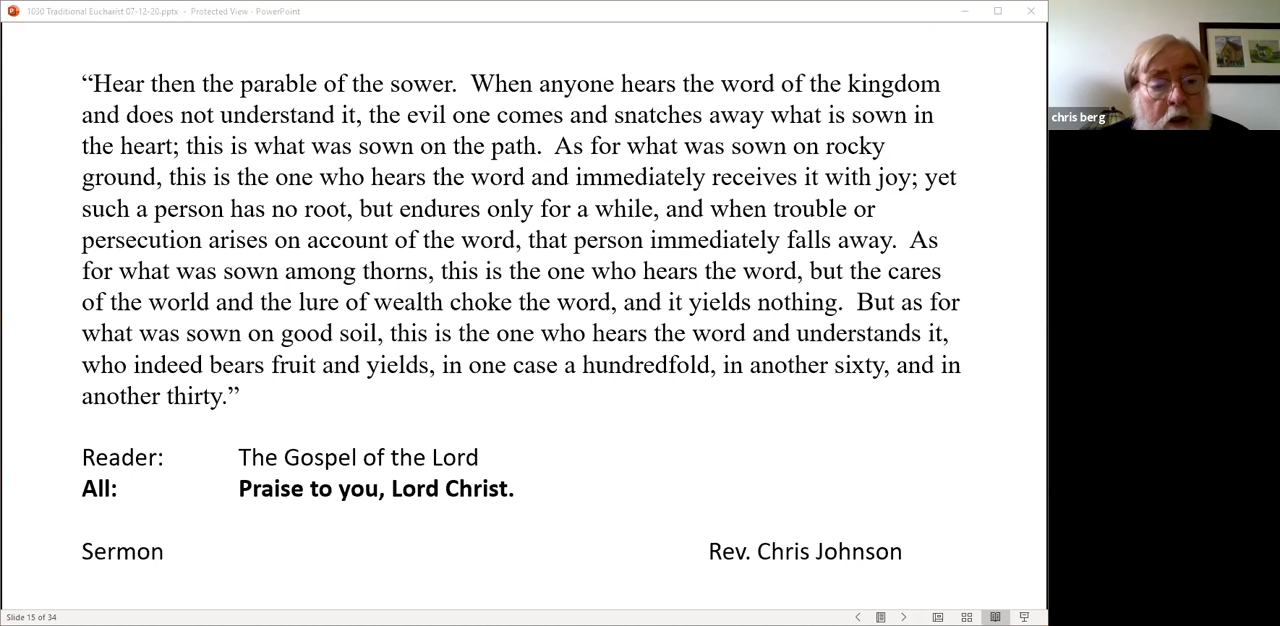 1030 Traditional Eucharist 07-12-20.pptx - Protected View - PowerPoint
“Hear then the parable of the sower.  When anyone hears the word of the kingdom
and does not understand it, the evil one comes and snatches away what is sown in
the heart; this is what was sown on the path.  As for what was sown on rocky
ground, this is the one who hears the word and immediately receives it with joy; yet
such a person has no root, but endures only for a while, and when trouble or
persecution arises on account of the word, that person immediately falls away.  As
for what was sown among thorns, this is the one who hears the word, but the cares
of the world and the lure of wealth choke the word, and it yields nothing.  But as for
what was sown on good soil, this is the one who hears the word and understands it,
who indeed bears fruit and yields, in one case a hundredfold, in another sixty, and in
another thirty.”
Reader: The Gospel of the Lord
All: Praise to you, Lord Christ.
Sermon Rev. Chris Johnson
Slide 15 of 34
chris berg